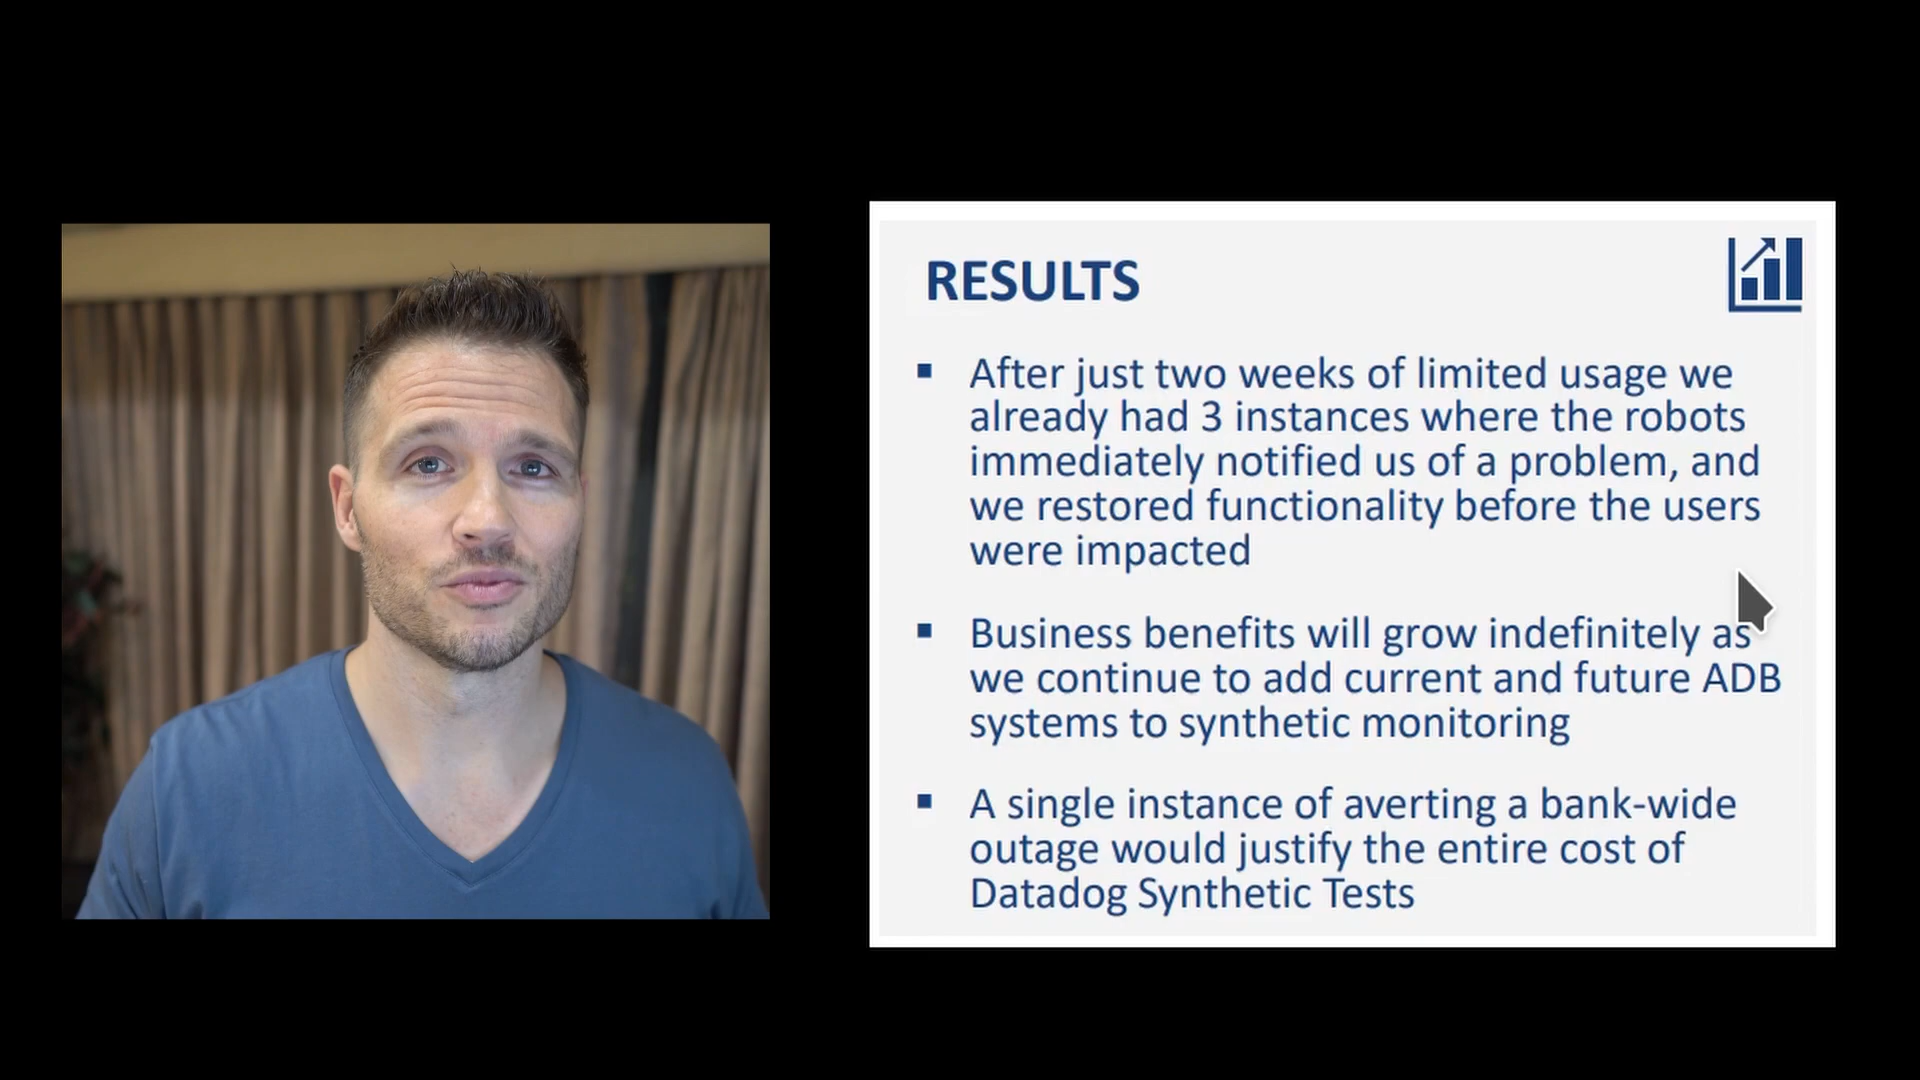 RESULTS
▪ After just two weeks of limited usage we
already had 3 instances where the robots
immediately notified us of a problem, and
we restored functionality before the users
were impacted
▪ Business benefits will grow indefinitely as
we continue to add current and future ADB
systems to synthetic monitoring
▪ A single instance of averting a bank-wide
outage would justify the entire cost of
Datadog Synthetic Tests